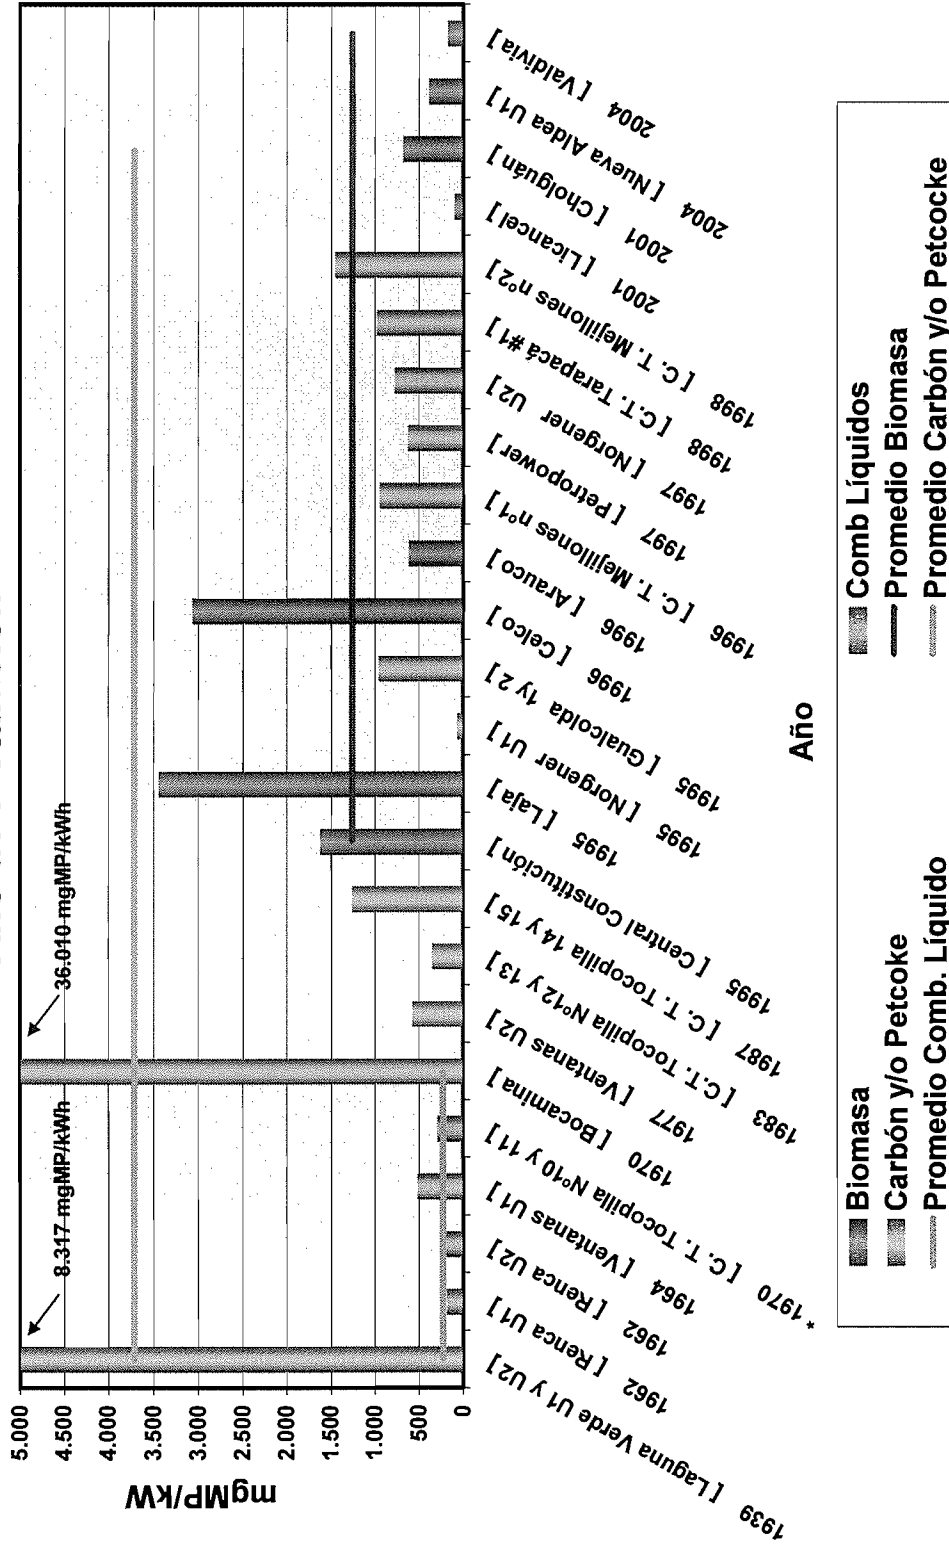 8.317 mgMP/kWh
36.010 mgMP/kWh
mgMP/kW
5.000
4.500
4.000
3.500
3.000
2.500
2.000
1.500
1.000
500
0
1939 [ Laguna Verde U1 y U2 ]
1962 [ Renca U1 ]
1962 [ Renca U2 ]
1964 [ Ventanas U1 ]
* 1970 [ C. T. Tocopilla Nº10 y 11 ]
1970 [ Bocamina ]
1977 [ Ventanas U2 ]
1983 [ C.T. Tocopilla Nº12 y 13 ]
1987 [ C. T. Tocopilla 14 y 15 ]
1995 [ Central Constitución ]
1995 [ Laja ]
1995 [ Norgener U1 ]
1995 [ Gualcolda 1y 2 ]
1996 [ Celco ]
1996 [ Arauco ]
1996 [ C. T. Mejillones nº1 ]
1997 [ Petropower ]
1997 [ Norgener U2 ]
1998 [ C.T. Tarapacá #1 ]
1998 [ C. T. Mejillones nº2 ]
2001 [ Licancel ]
2001 [ Cholguán ]
2004 [ Nueva Aldea U1 ]
2004 [ Valdivia ]
Año
Biomasa
Comb Líquidos
Carbón y/o Petcoke
Promedio Biomasa
Promedio Comb. Líquido
Promedio Carbón y/o Petcocke